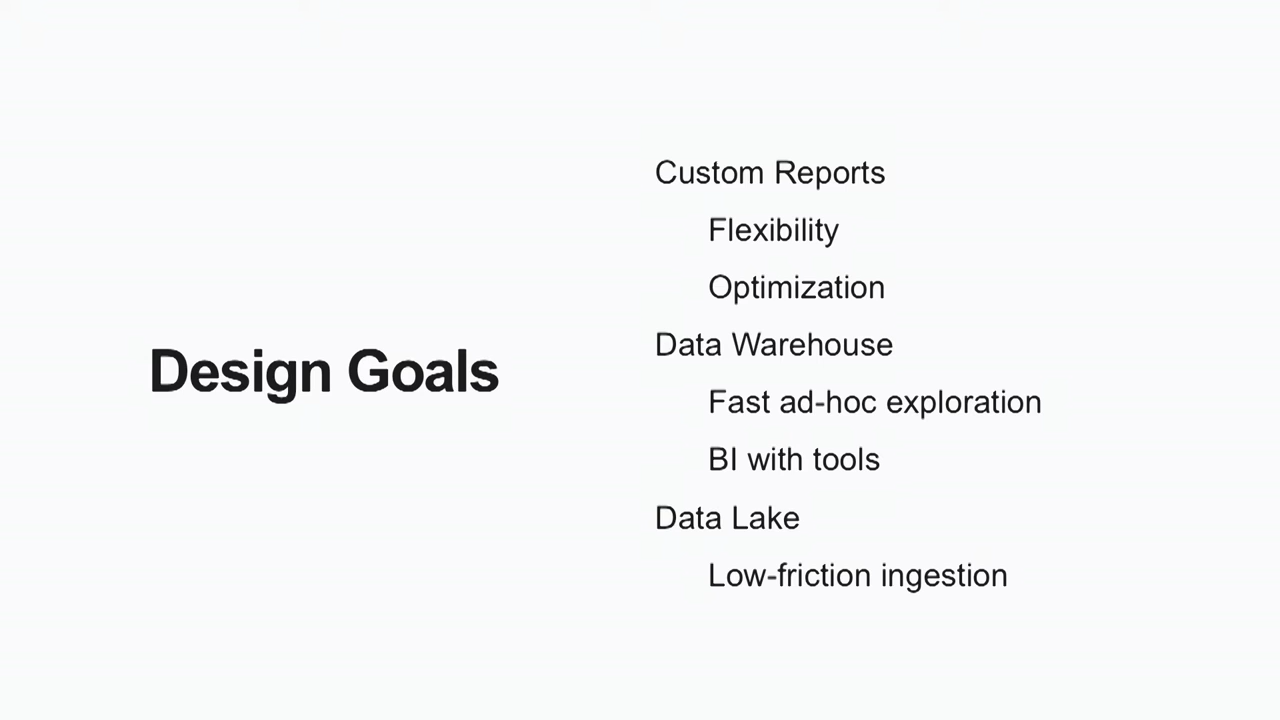 Design Goals
Custom Reports
Flexibility
Optimization
Data Warehouse
Fast ad-hoc exploration
BI with tools
Data Lake
Low-friction ingestion